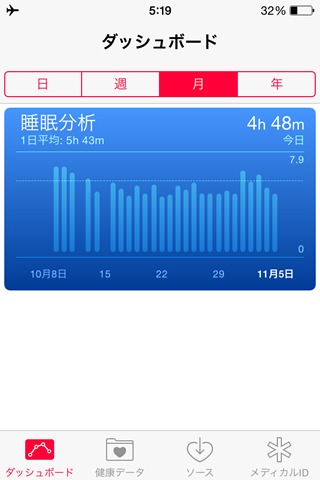 5:19
32%
ダッシュボード
日 週 月 年
睡眠分析 4h 48m
1日平均: 5h 43m 今日
7.9
0
10月8日 15 22 29 11月5日
ダッシュボード 健康データ ソース メディカルID